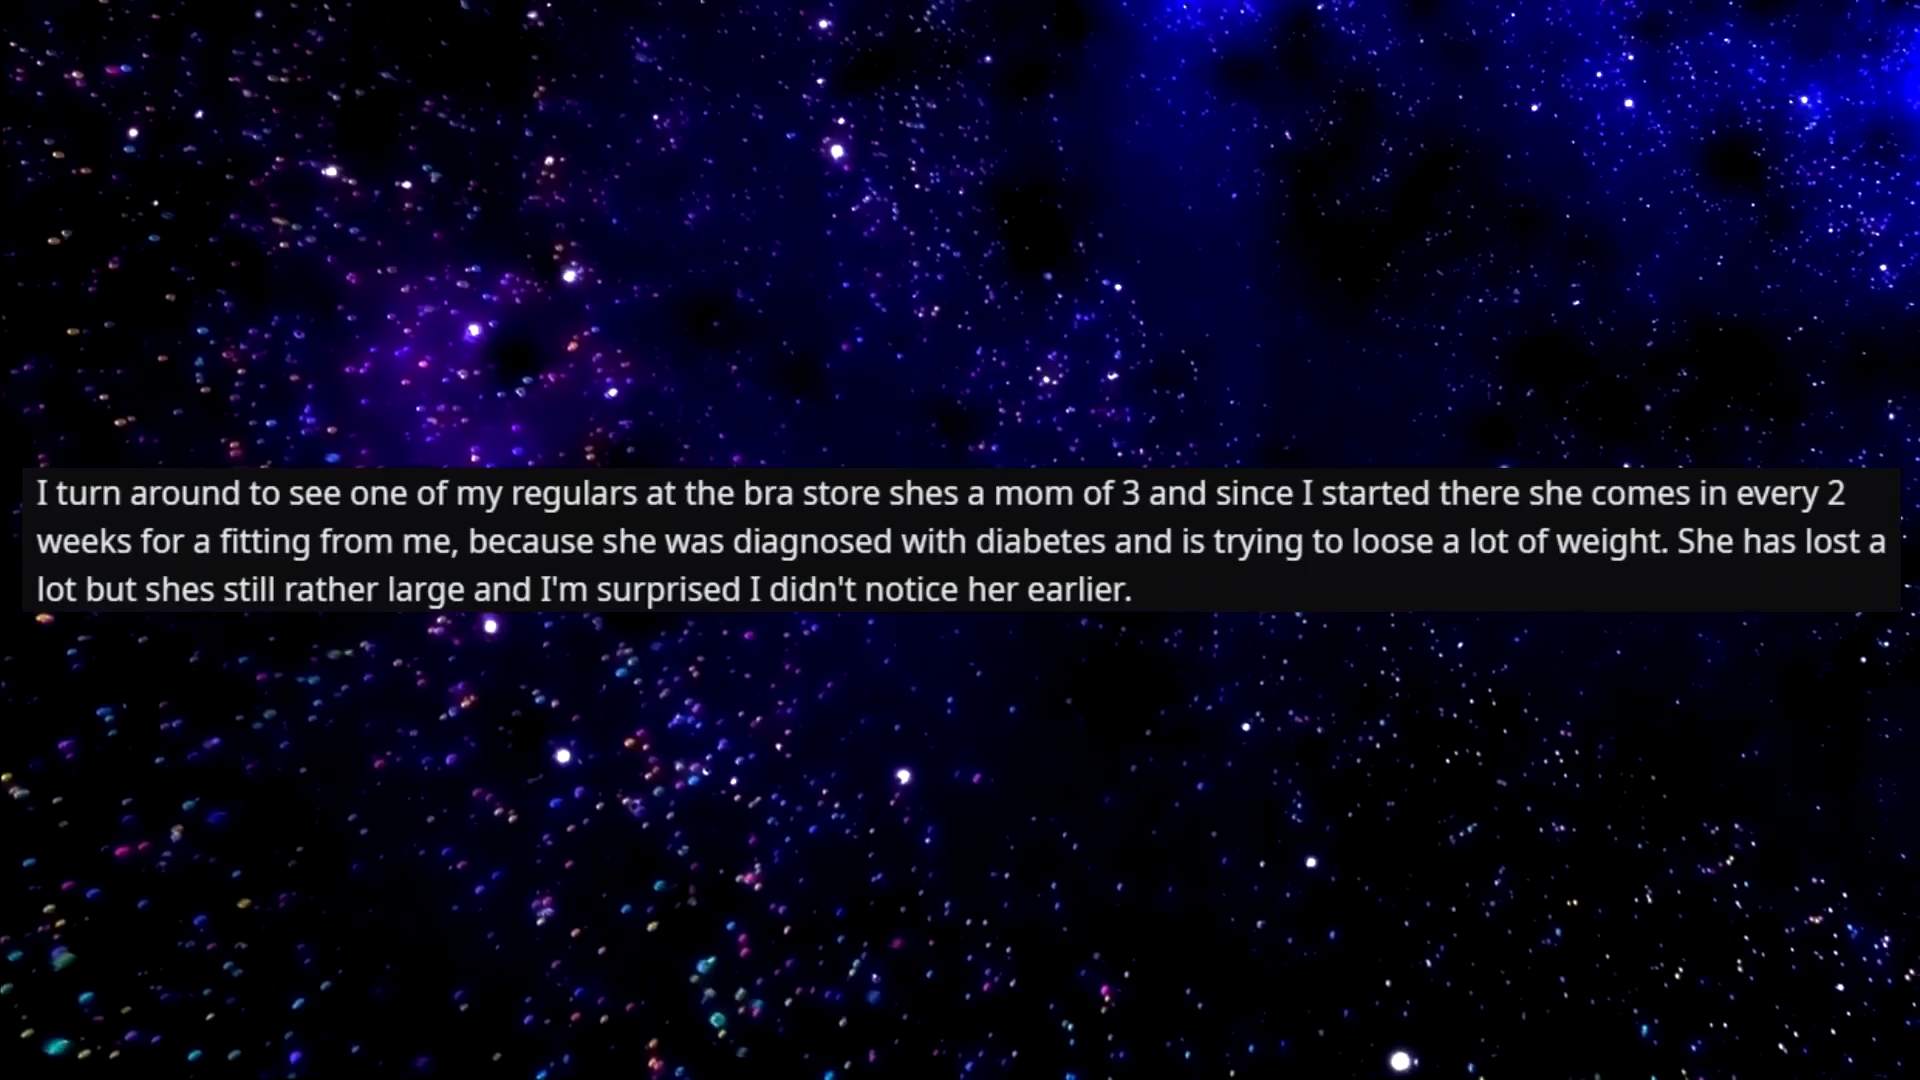 I turn around to see one of my regulars at the bra store shes a mom of 3 and since I started there she comes in every 2
weeks for a fitting from me, because she was diagnosed with diabetes and is trying to loose a lot of weight. She has lost a
lot but shes still rather large and I'm surprised I didn't notice her earlier.